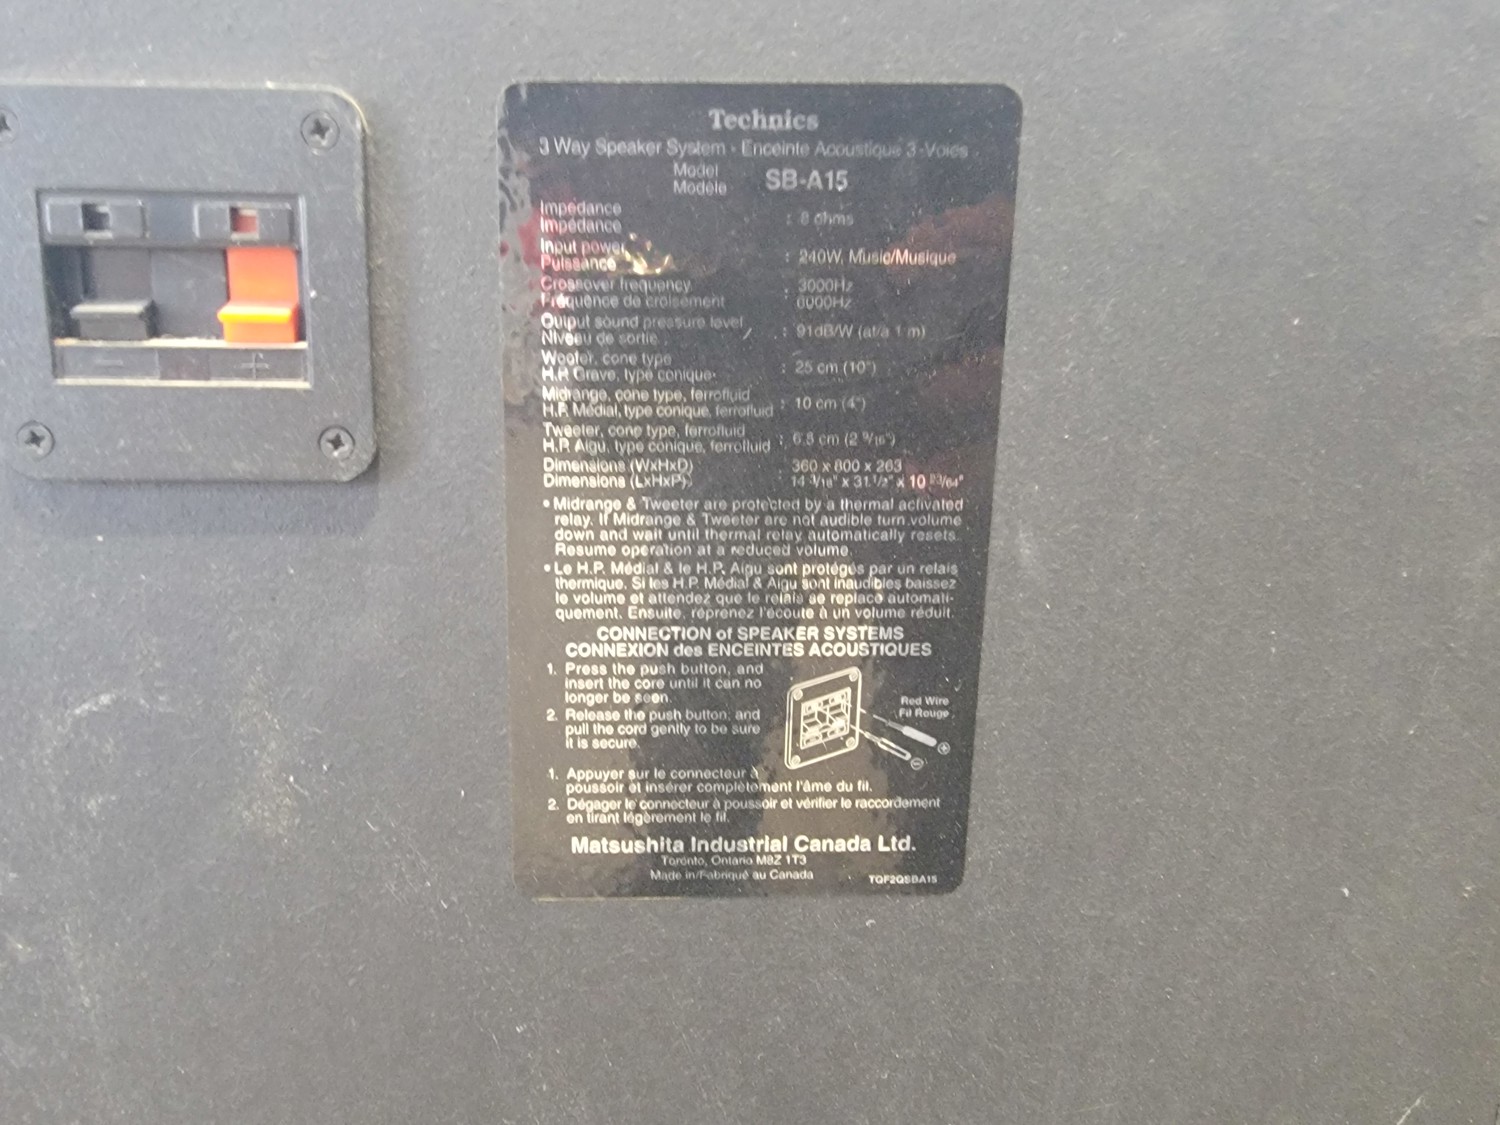 Technics
3 Way Speaker System - Enceinte Acoustique 3-Voies
Model
Modèle
SB-A15
Impedance
Impédance
: 8 ohms
Input power
Puissance
: 240W, Music/Musique
Crossover frequency
Fréquence de croisement
: 3000Hz
6000Hz
Output sound pressure level
Niveau de sortie
: 91dB/W (at/à 1 m)
Woofer, cone type
H.P. Grave, type conique
: 25 cm (10")
Midrange, cone type, ferrofluid
H.P. Médial, type conique, ferrofluid
: 10 cm (4")
Tweeter, cone type, ferrofluid
H.P. Aigu, type conique, ferrofluid
: 6.5 cm (2 9/16")
Dimensions (WxHxD)
Dimensions (LxHxP)
: 360 x 800 x 263
14 3/16" x 31 1/2" x 10
• Midrange & Tweeter are protected by a thermal activated
relay. If Midrange & Tweeter are not audible turn volume
down and wait until thermal relay automatically resets.
Resume operation at a reduced volume.
• Le H.P. Médial & le H.P. Aigu sont protégés par un relais
thermique. Si les H.P. Médial & Aigu sont inaudibles baissez
le volume et attendez que le relais se replace automati-
quement. Ensuite, réprenez l'écoute à un volume réduit.
CONNECTION of SPEAKER SYSTEMS
CONNEXION des ENCEINTES ACOUSTIQUES
1. Press the push button, and
insert the core until it can no
longer be seen.
2. Release the push button, and
pull the cord gently to be sure
it is secure.
Red Wire
Fil Rouge
+
−
1. Appuyer sur le connecteur à
poussoir et insérer complètement l'âme du fil.
2. Dégager le connecteur à poussoir et vérifier le raccordement
en tirant légèrement le fil.
Matsushita Industrial Canada Ltd.
Toronto, Ontario M8Z 1T3
Made in/Fabriqué au Canada
TQF2QSBA15
− +